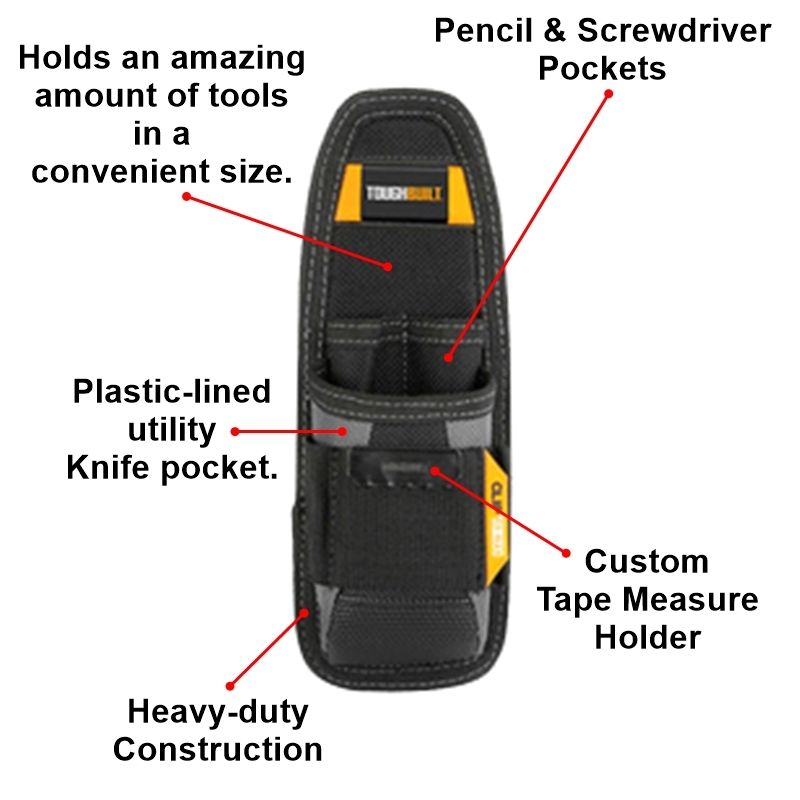 Holds an amazing
amount of tools
in a
convenient size.
Pencil & Screwdriver
Pockets
TOUGHBUILT
Plastic-lined
utility
Knife pocket.
Custom
Tape Measure
Holder
Heavy-duty
Construction